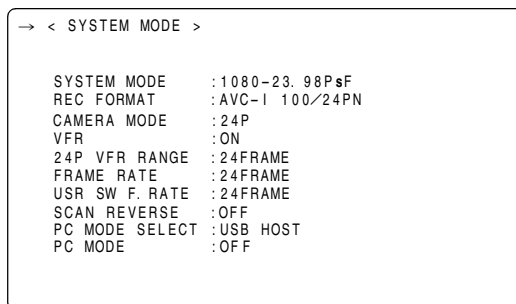 → < SYSTEM MODE >
SYSTEM MODE :1080-23.98PsF
REC FORMAT :AVC-I 100/24PN
CAMERA MODE :24P
VFR :ON
24P VFR RANGE :24FRAME
FRAME RATE :24FRAME
USR SW F.RATE :24FRAME
SCAN REVERSE :OFF
PC MODE SELECT :USB HOST
PC MODE :OFF